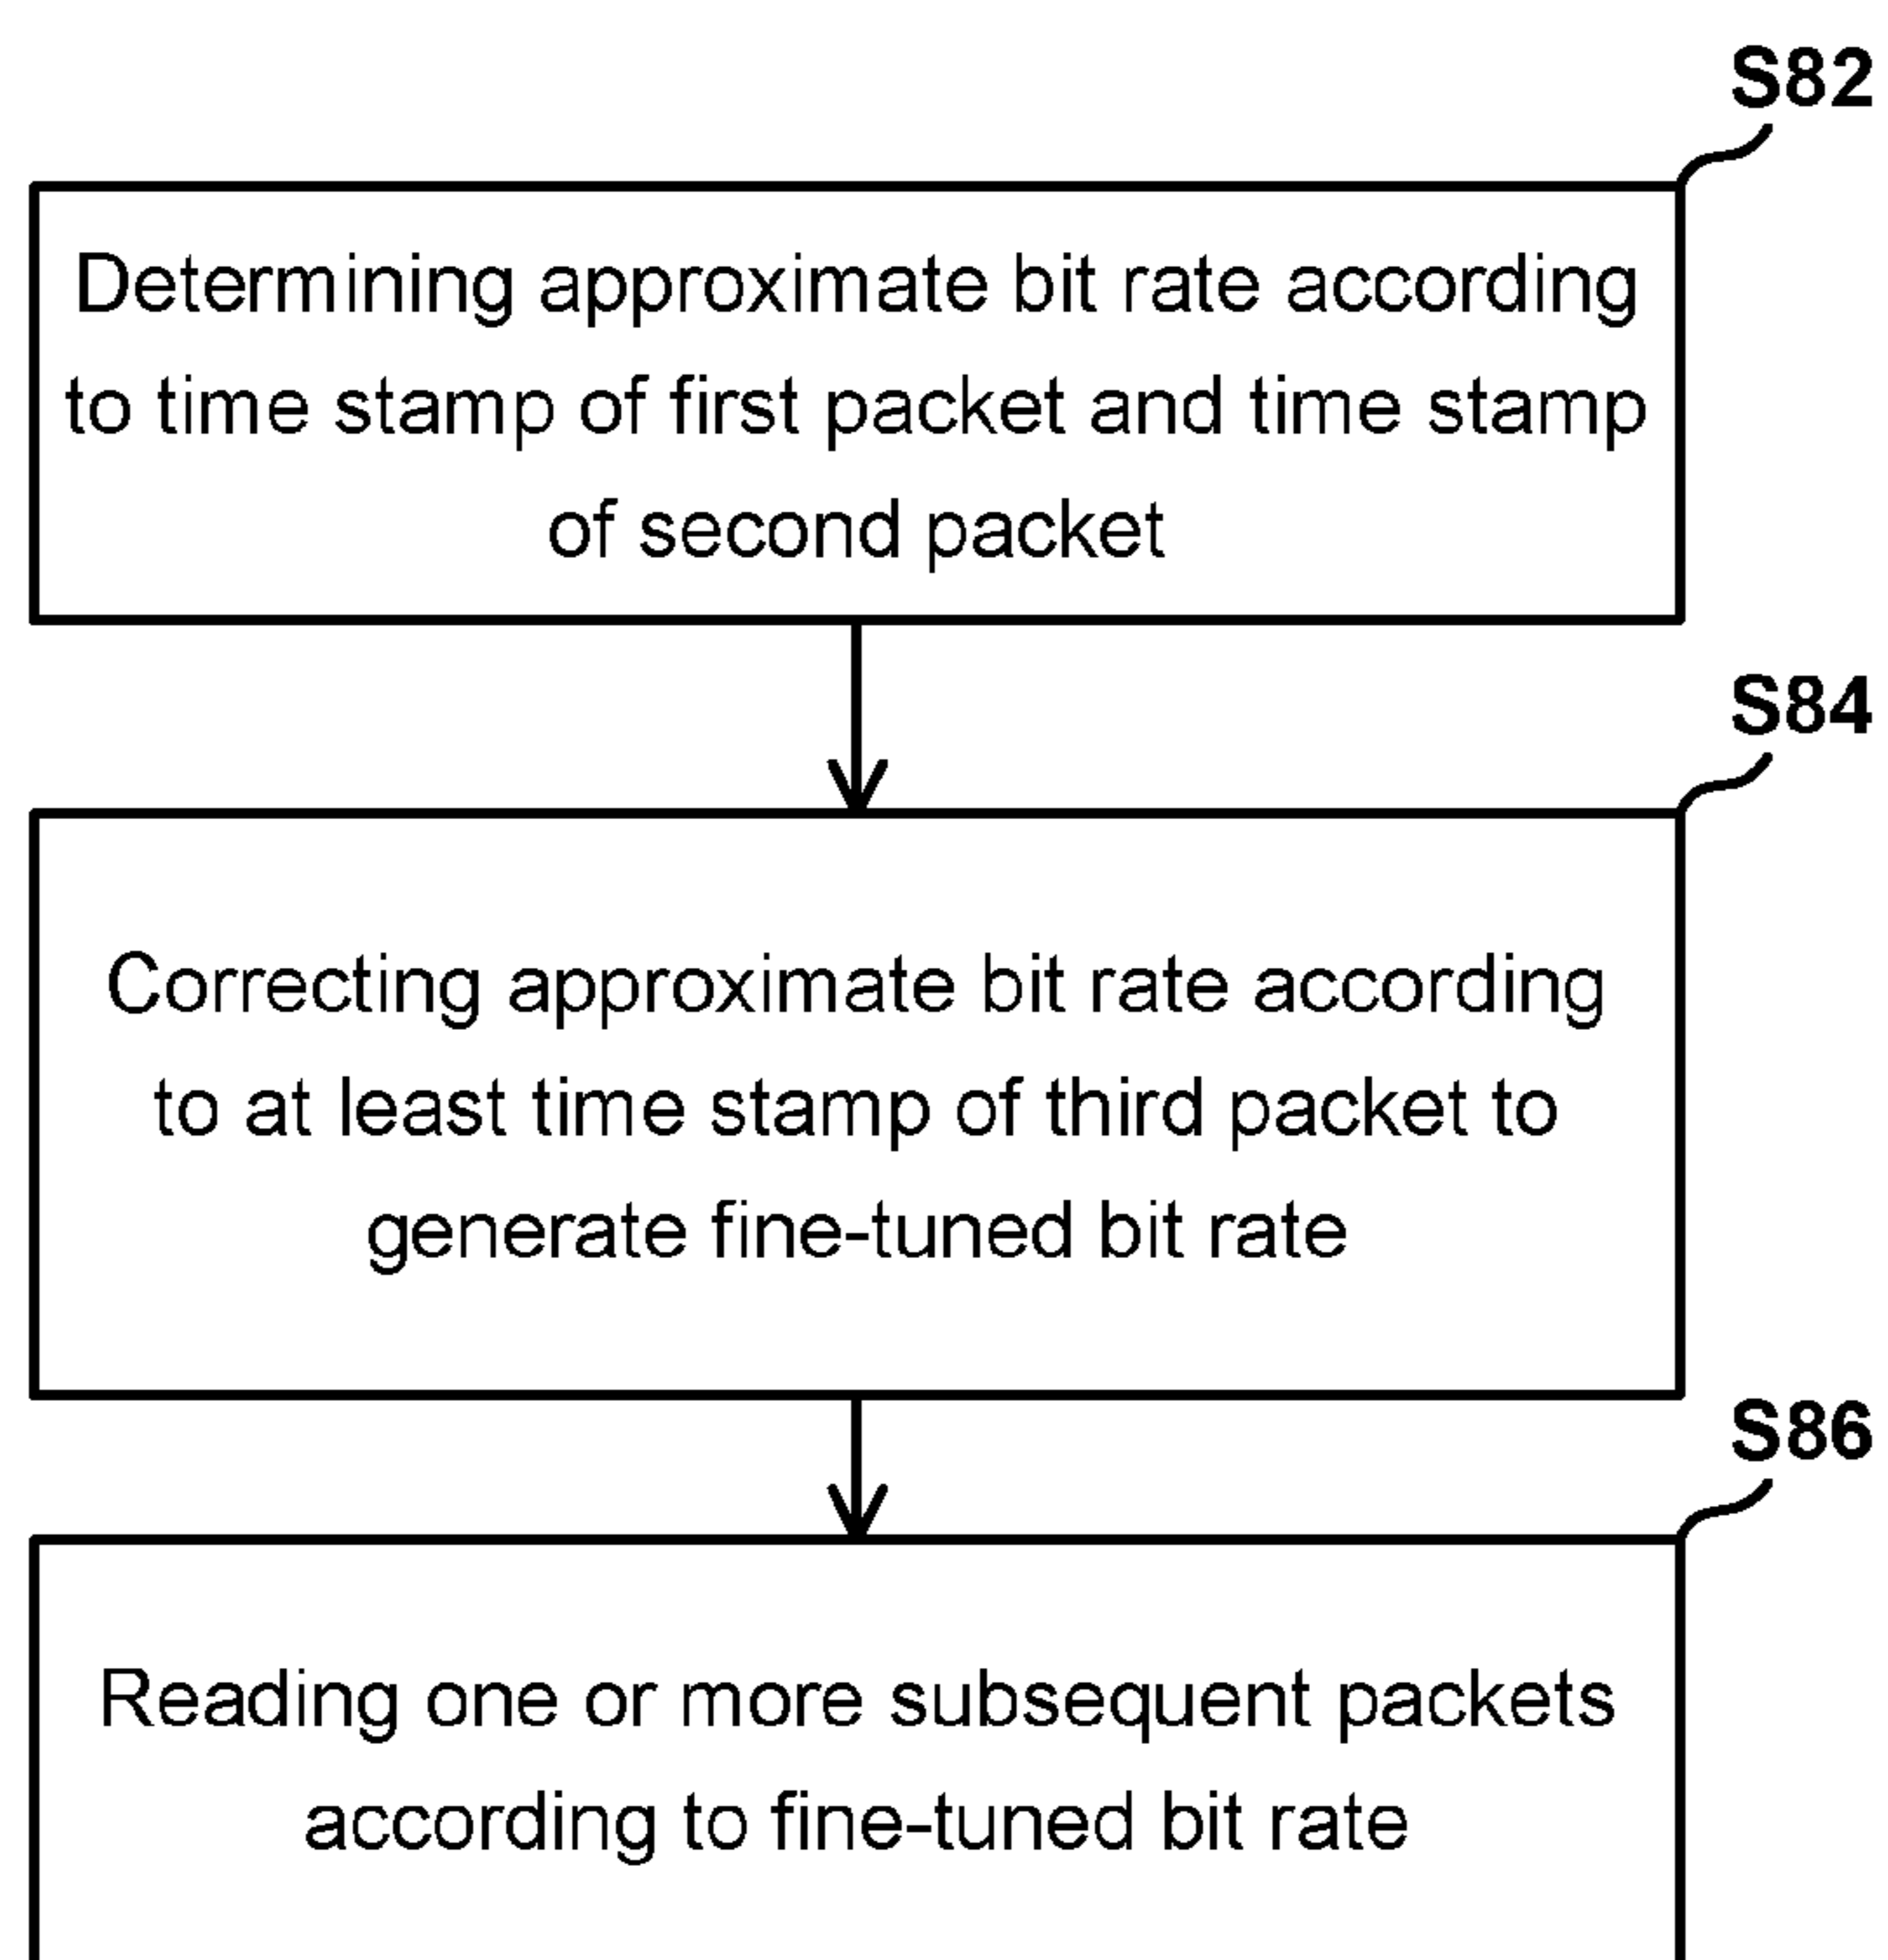 S82
Determining approximate bit rate according
to time stamp of first packet and time stamp
of second packet
S84
Correcting approximate bit rate according
to at least time stamp of third packet to
generate fine-tuned bit rate
S86
Reading one or more subsequent packets
according to fine-tuned bit rate